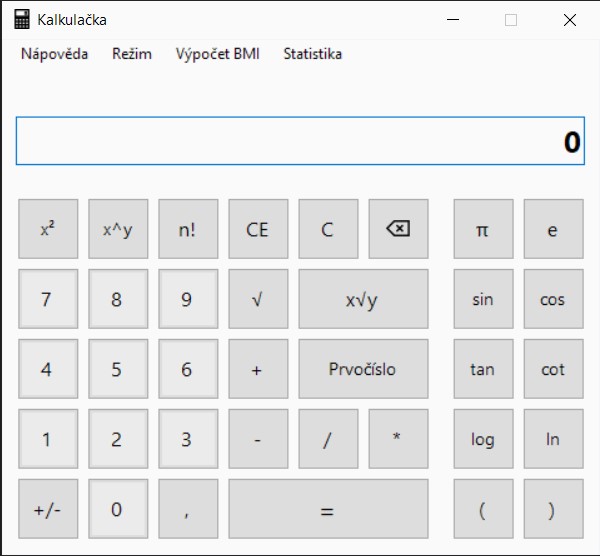 Kalkulačka
Nápověda Režim Výpočet BMI Statistika
0
x² x^y n! CE C π e
7 8 9 √ x√y sin cos
4 5 6 + Prvočíslo tan cot
1 2 3 - / * log ln
+/- 0 , = ( )